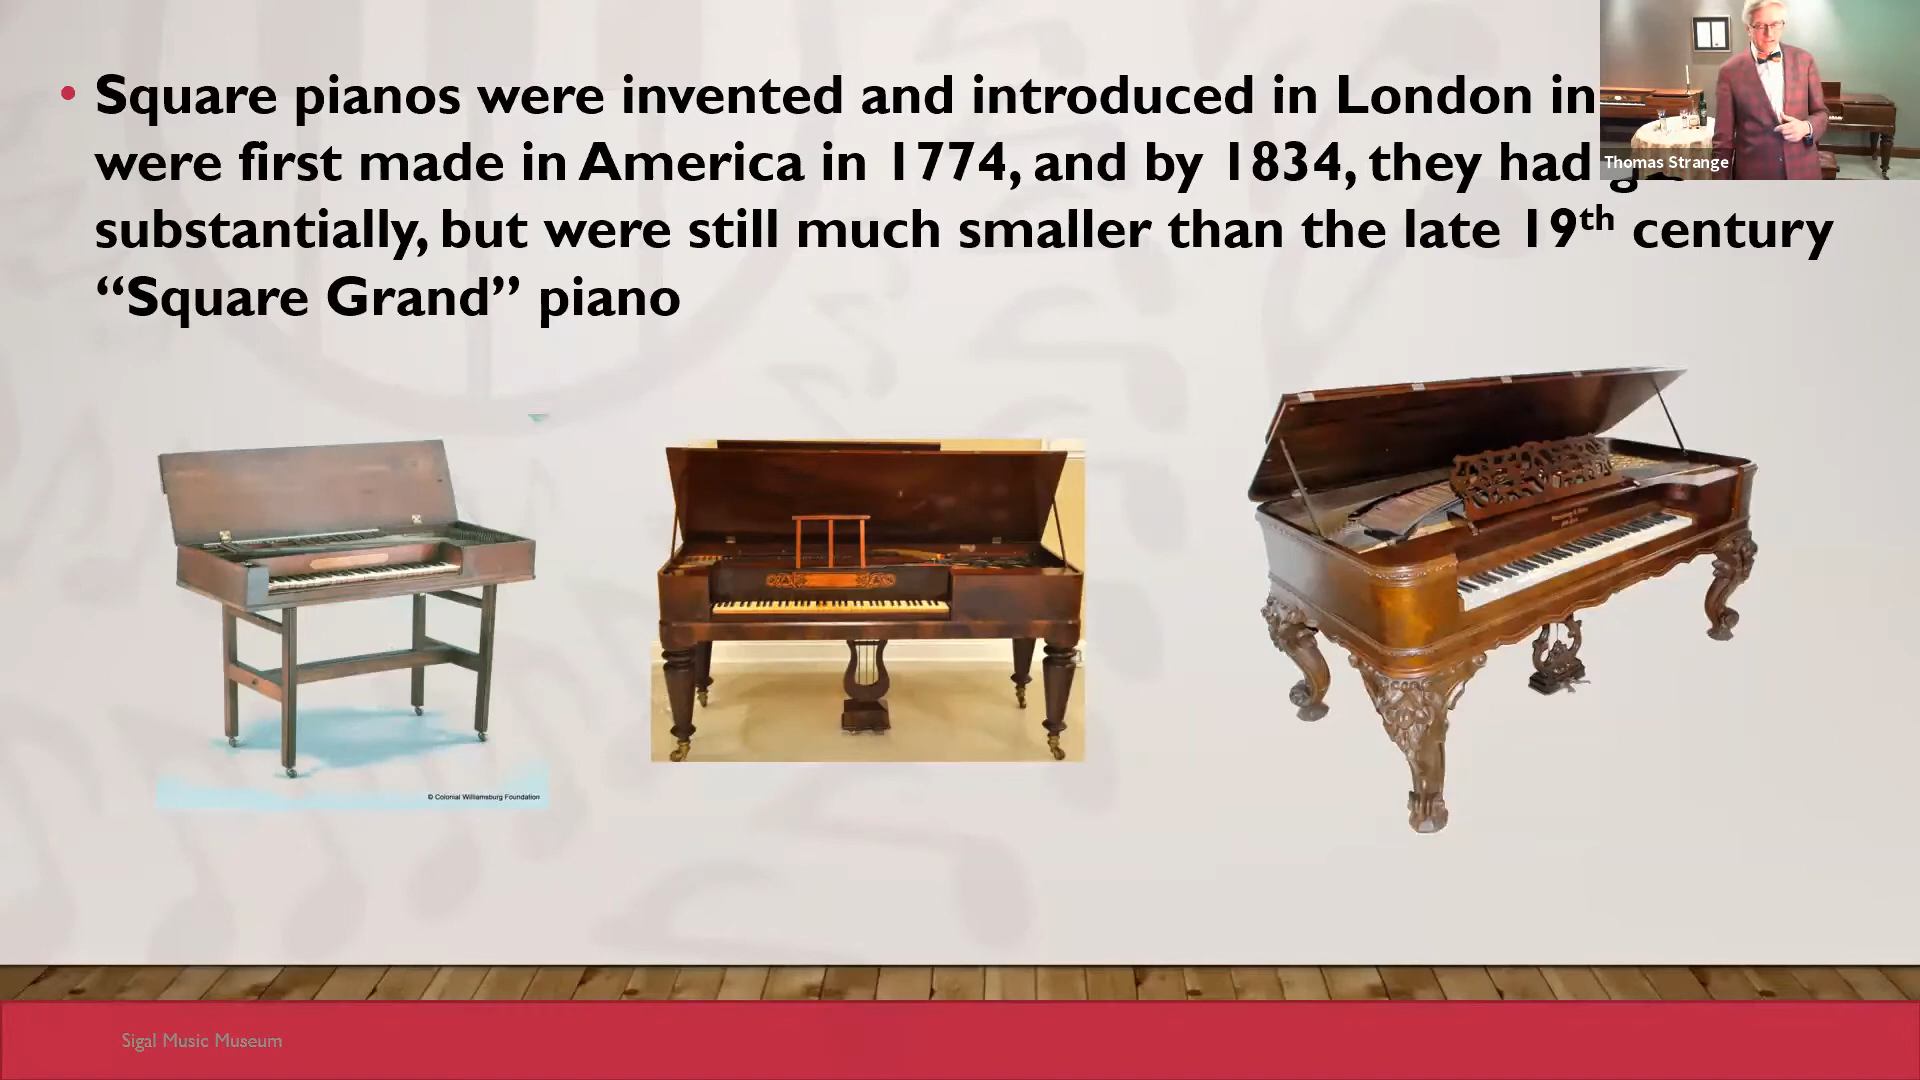 • Square pianos were invented and introduced in London in
were first made in America in 1774, and by 1834, they had
substantially, but were still much smaller than the late 19th century
“Square Grand” piano
Thomas Strange
© Colonial Williamsburg Foundation
Sigal Music Museum